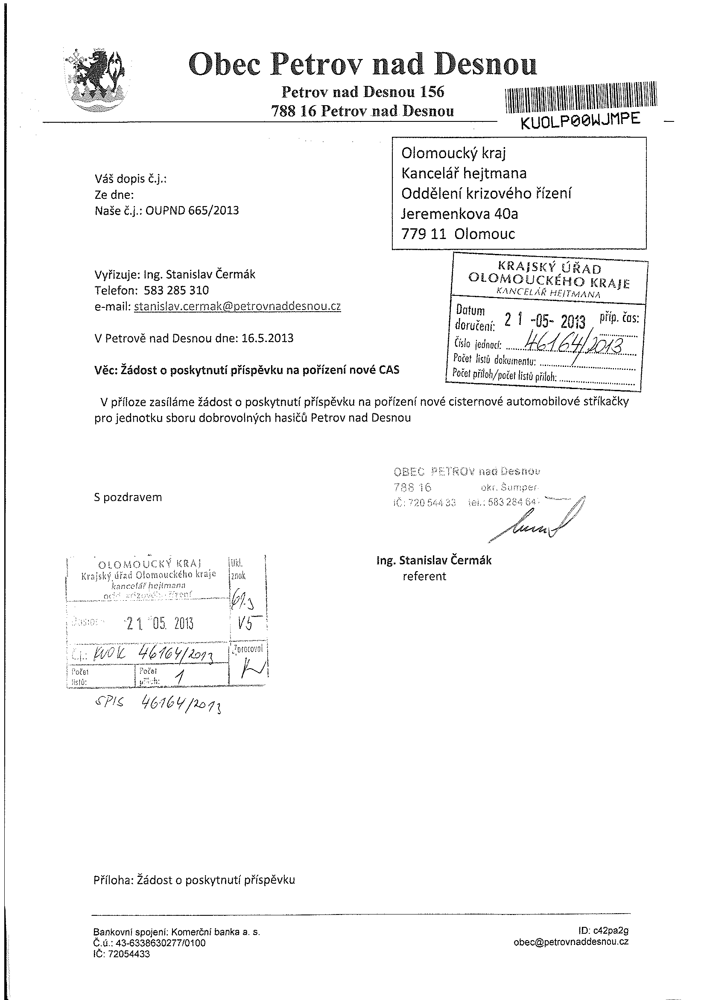 Obec Petrov nad Desnou
Petrov nad Desnou 156
788 16 Petrov nad Desnou
KUOLP00WJMPE
Olomoucký kraj
Kancelář hejtmana
Oddělení krizového řízení
Jeremenkova 40a
779 11 Olomouc
Váš dopis č.j.:
Ze dne:
Naše č.j.: OUPND 665/2013
KRAJSKÝ ÚŘAD
OLOMOUCKÉHO KRAJE
KANCELÁŘ HEJTMANA
Datum doručení: 21 -05- 2013 příp. čas:
Číslo jednací: 46164/2013
Počet listů dokumentu:
Počet příloh/počet listů příloh:
Vyřizuje: Ing. Stanislav Čermák
Telefon: 583 285 310
e-mail: stanislav.cermak@petrovnaddesnou.cz
V Petrově nad Desnou dne: 16.5.2013
Věc: Žádost o poskytnutí příspěvku na pořízení nové CAS
V příloze zasíláme žádost o poskytnutí příspěvku na pořízení nové cisternové automobilové stříkačky
pro jednotku sboru dobrovolných hasičů Petrov nad Desnou
OBEC PETROV nad Desnou
788 16 okr. Šumper
IČ: 720 544 33 tel.: 583 284 64
S pozdravem
Ing. Stanislav Čermák
referent
OLOMOUCKÝ KRAJ
Krajský úřad Olomouckého kraje
kancelář hejtmana
odd. krizového řízení
Ukl.
znak
69.3
V5
21. 05. 2013
Č.j.: KUOK 46164/2013
Zpracoval
Počet
listů:
Počet
příloh: 1
SPIS 46164/2013
Příloha: Žádost o poskytnutí příspěvku
Bankovní spojení: Komerční banka a. s.
Č.ú.: 43-6338630277/0100
IČ: 72054433
ID: c42pa2g
obec@petrovnaddesnou.cz